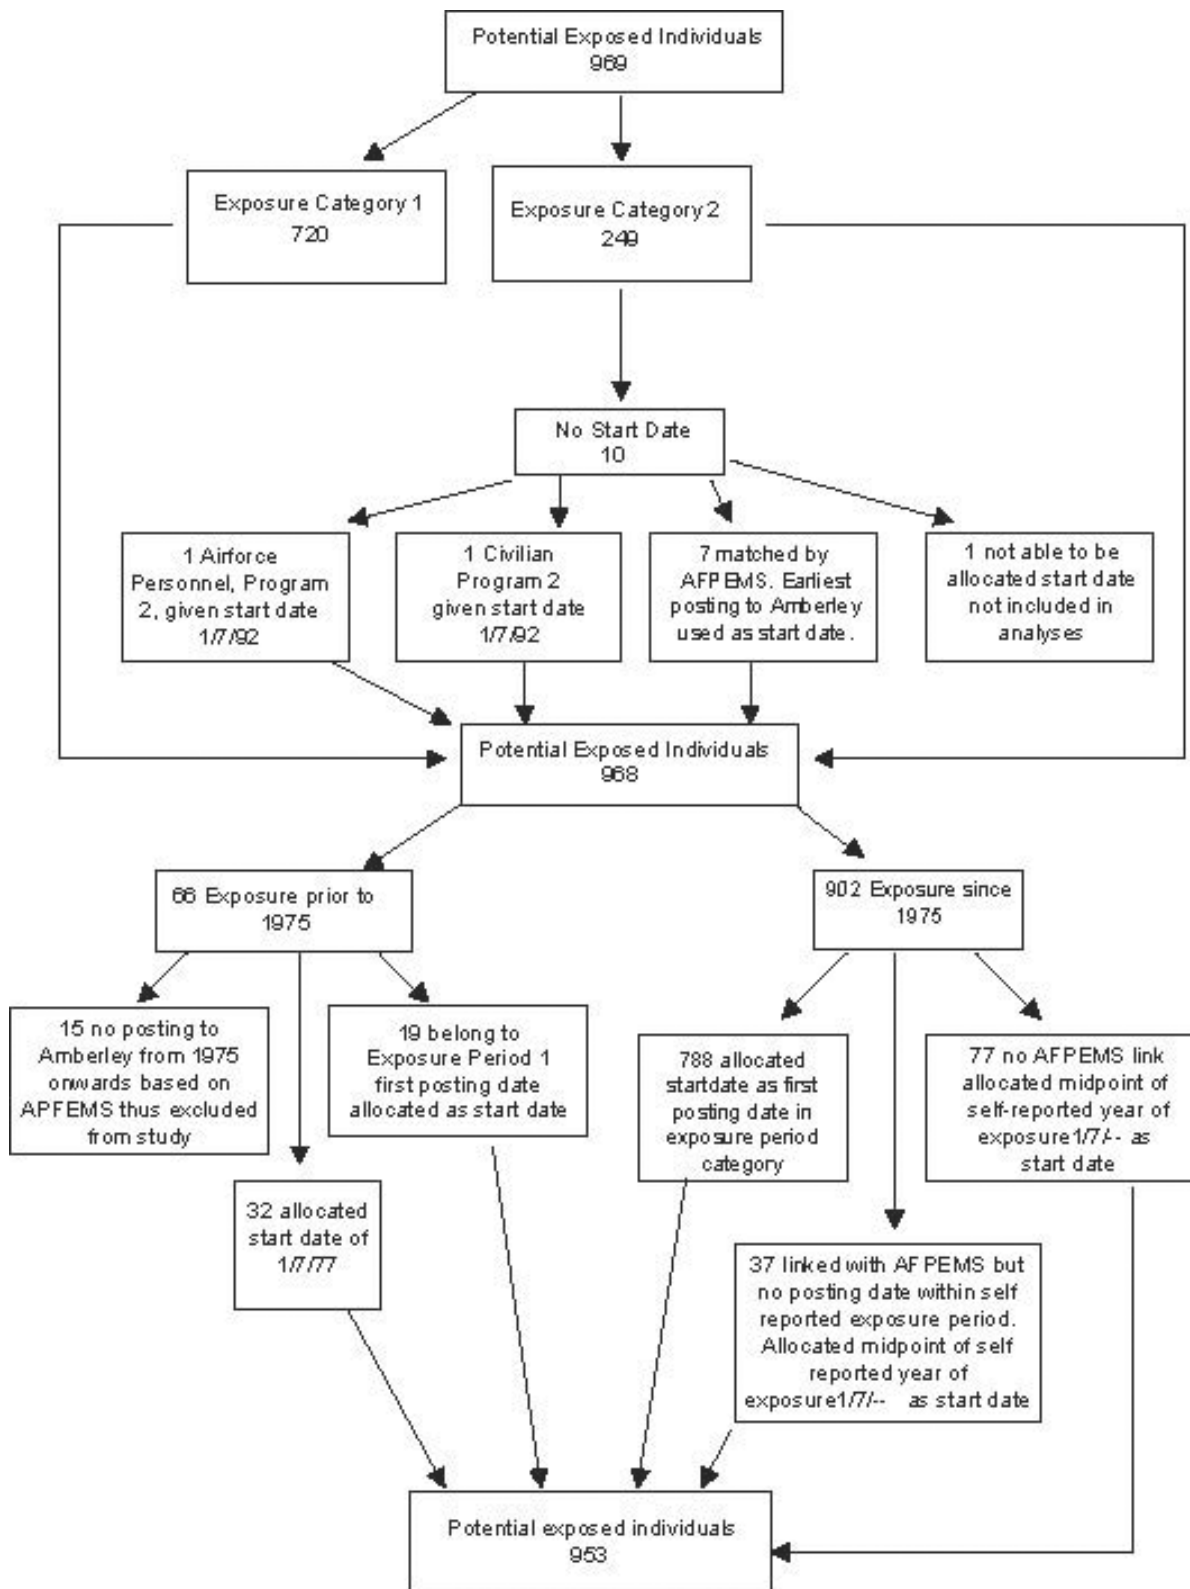 Potential Exposed Individuals
969
Exposure Category 1
720
Exposure Category 2
249
No Start Date
10
1 Airforce
Personnel, Program
2, given start date
1/7/92
1 Civilian
Program 2
given start date
1/7/92
7 matched by
AFPEMS. Earliest
posting to Amberley
used as start date.
1 not able to be
allocated start date
not included in
analyses
Potential Exposed Individuals
968
66 Exposure prior to
1975
902 Exposure since
1975
15 no posting to
Amberley from 1975
onwards based on
APFEMS thus excluded
from study
19 belong to
Exposure Period 1
first posting date
allocated as start date
788 allocated
startdate as first
posting date in
exposure period
category
77 no AFPEMS link
allocated midpoint of
self-reported year of
exposure1/7/-- as
start date
32 allocated
start date of
1/7/77
37 linked with AFPEMS but
no posting date within self
reported exposure period.
Allocated midpoint of self
reported year of
exposure1/7/-- as start date
Potential exposed individuals
953